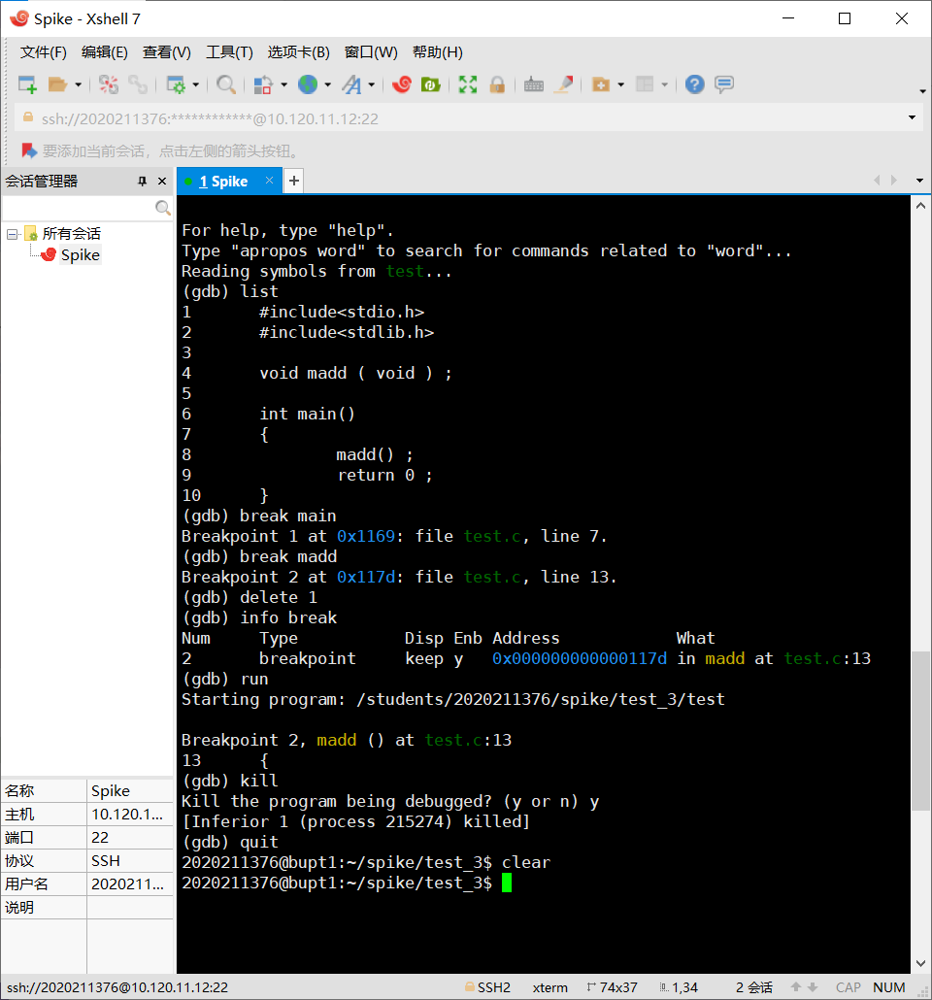 Spike - Xshell 7
文件(F) 编辑(E) 查看(V) 工具(T) 选项卡(B) 窗口(W) 帮助(H)
ssh://2020211376:************@10.120.11.12:22
要添加当前会话，点击左侧的箭头按钮。
会话管理器
1 Spike
所有会话
Spike
For help, type "help".
Type "apropos word" to search for commands related to "word"...
Reading symbols from test...
(gdb) list
1 #include<stdio.h>
2 #include<stdlib.h>
3
4 void madd ( void ) ;
5
6 int main()
7 {
8 madd() ;
9 return 0 ;
10 }
(gdb) break main
Breakpoint 1 at 0x1169: file test.c, line 7.
(gdb) break madd
Breakpoint 2 at 0x117d: file test.c, line 13.
(gdb) delete 1
(gdb) info break
Num Type Disp Enb Address What
2 breakpoint keep y 0x000000000000117d in madd at test.c:13
(gdb) run
Starting program: /students/2020211376/spike/test_3/test
Breakpoint 2, madd () at test.c:13
13 {
(gdb) kill
Kill the program being debugged? (y or n) y
[Inferior 1 (process 215274) killed]
(gdb) quit
2020211376@bupt1:~/spike/test_3$ clear
2020211376@bupt1:~/spike/test_3$
名称 Spike
主机 10.120.1...
端口 22
协议 SSH
用户名 2020211...
说明
ssh://2020211376@10.120.11.12:22 SSH2 xterm 74x37 1,34 2 会话 CAP NUM